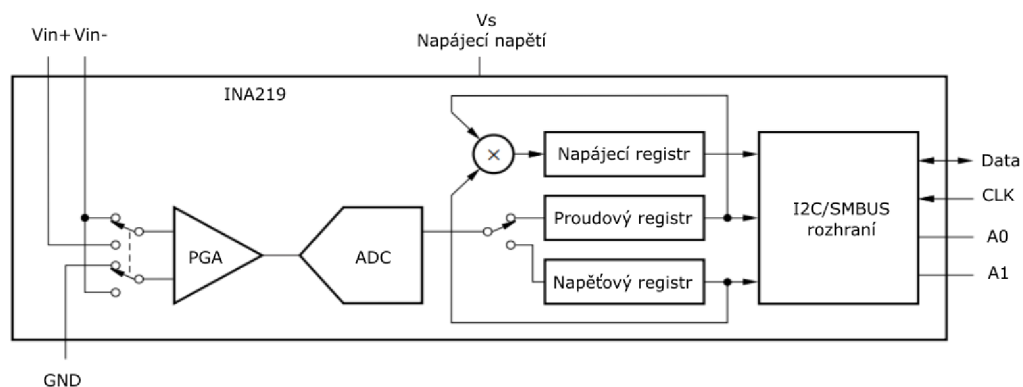 Vs
Vin+ Vin-
Napájecí napětí
INA219
×
Napájecí registr
Data
CLK
Proudový registr
I2C/SMBUS
rozhraní
A0
PGA
ADC
A1
Napěťový registr
GND